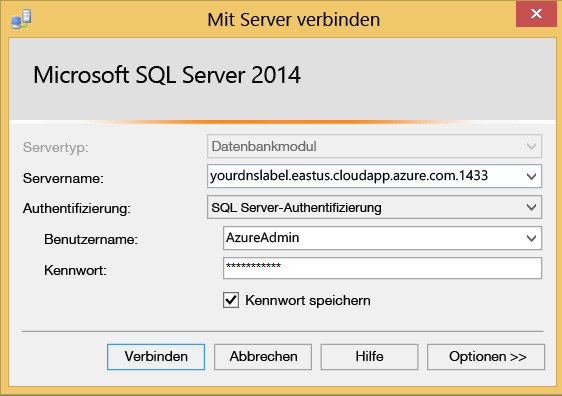 Mit Server verbinden
Microsoft SQL Server 2014
Servertyp: Datenbankmodul
Servername: yourdnslabel.eastus.cloudapp.azure.com.1433
Authentifizierung: SQL Server-Authentifizierung
Benutzername: AzureAdmin
Kennwort: ***********
Kennwort speichern
Verbinden Abbrechen Hilfe Optionen >>